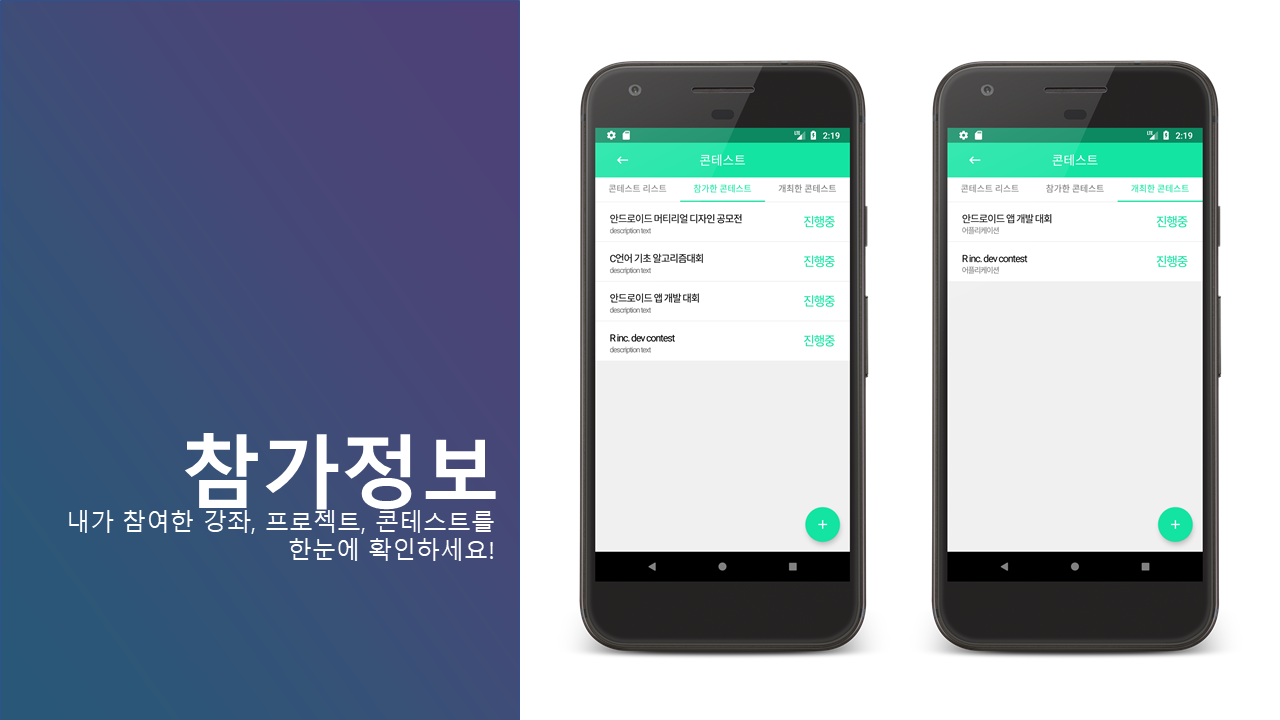 참가정보
내가 참여한 강좌, 프로젝트, 콘테스트를
한눈에 확인하세요!
LTE 2:19
콘테스트
콘테스트 리스트 참가한 콘테스트 개최한 콘테스트
안드로이드 머티리얼 디자인 공모전 진행중
description text
C언어 기초 알고리즘대회 진행중
description text
안드로이드 앱 개발 대회 진행중
description text
R inc. dev contest 진행중
description text
+
LTE 2:19
콘테스트
콘테스트 리스트 참가한 콘테스트 개최한 콘테스트
안드로이드 앱 개발 대회 진행중
어플리케이션
R inc. dev contest 진행중
어플리케이션
+